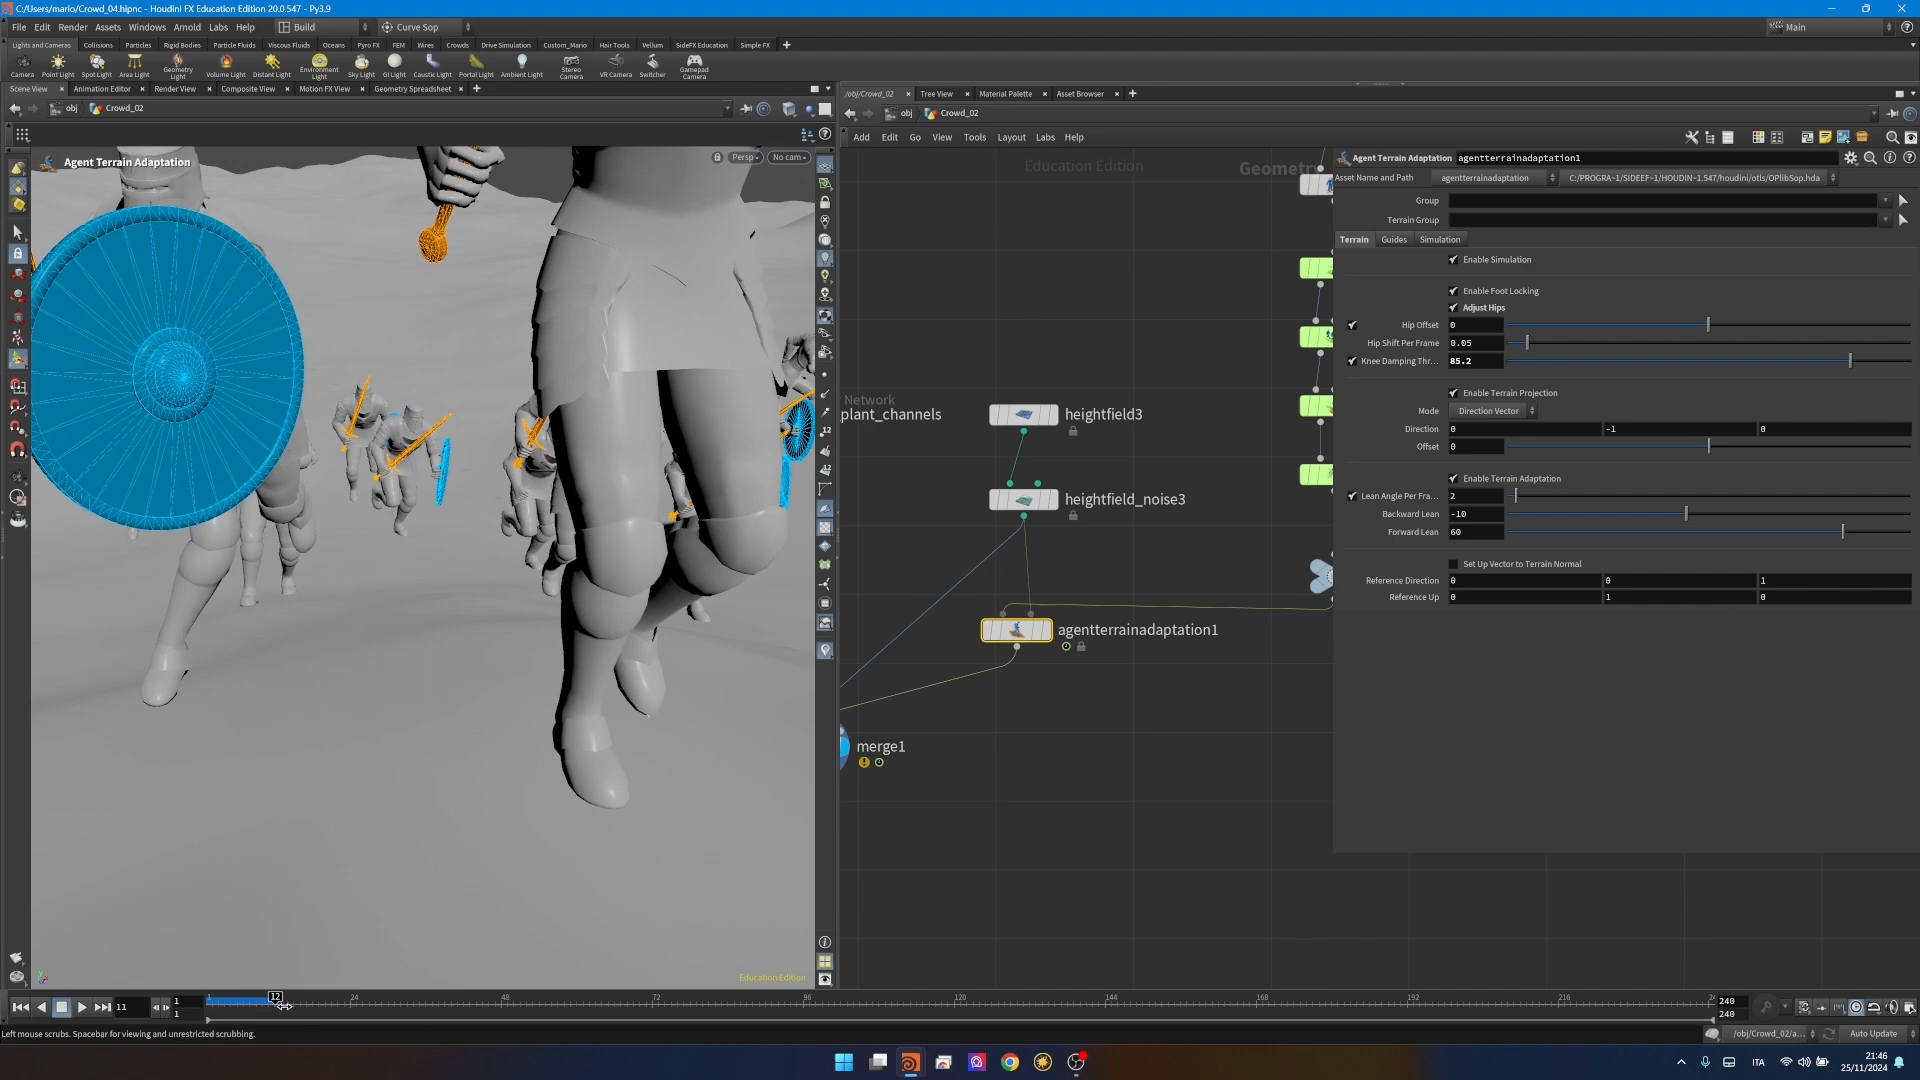 C:/Users/mario/Crowd_04.hipnc - Houdini FX Education Edition 20.0.547 - Py3.9
File Edit Render Assets Windows Arnold Labs Help Build Curve Sop Main
Lights and Cameras Collisions Particles Rigid Bodies Particle Fluids Viscous Fluids Oceans Pyro FX FEM Wires Crowds Drive Simulation Custom_Mario Hair Tools Vellum SideFX Education Simple FX
Camera Point Light Spot Light Area Light Geometry Light Volume Light Distant Light Environment Light Sky Light GI Light Caustic Light Portal Light Ambient Light Stereo Camera VR Camera Switcher Gamepad Camera
Scene View Animation Editor Render View Composite View Motion FX View Geometry Spreadsheet
/obj/Crowd_02 Tree View Material Palette Asset Browser
obj Crowd_02
obj Crowd_02
Add Edit Go View Tools Layout Labs Help
Agent Terrain Adaptation
Persp No cam
Education Edition
Geometry
Agent Terrain Adaptation agentterrainadaptation1
Asset Name and Path agentterrainadaptation C:/PROGRA~1/SIDEEF~1/HOUDIN~1.547/houdini/otls/OPlibSop.hda
Group
Terrain Group
Terrain Guides Simulation
Enable Simulation
Enable Foot Locking
Adjust Hips
Hip Offset 0
Hip Shift Per Frame 0.05
Knee Damping Thr... 85.2
Enable Terrain Projection
Mode Direction Vector
Direction 0 -1 0
Offset 0
Enable Terrain Adaptation
Lean Angle Per Fra... 2
Backward Lean -10
Forward Lean 60
Set Up Vector to Terrain Normal
Reference Direction 0 0 1
Reference Up 0 1 0
Network
plant_channels
heightfield3
heightfield_noise3
agentterrainadaptation1
merge1
Education Edition
11
1
1
1 12 24 48 72 96 120 144 168 192 216
240
240
Left mouse scrubs. Spacebar for viewing and unrestricted scrubbing.
/obj/Crowd_02/a... Auto Update
ITA
21:46
25/11/2024